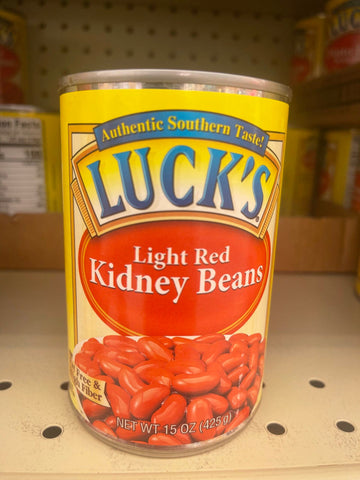 Authentic Southern Taste!
LUCK'S
Light Red
Kidney Beans
Free &
Fiber
NET WT 15 OZ (425 g)